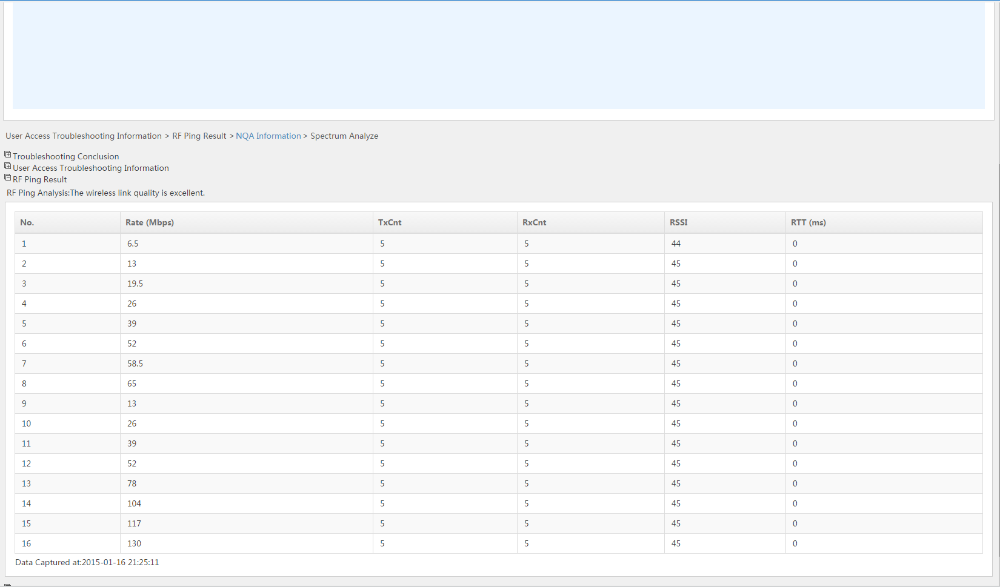 User Access Troubleshooting Information > RF Ping Result > NQA Information > Spectrum Analyze
Troubleshooting Conclusion
User Access Troubleshooting Information
RF Ping Result
RF Ping Analysis:The wireless link quality is excellent.
No. Rate (Mbps) TxCnt RxCnt RSSI RTT (ms)
1 6.5 5 5 44 0
2 13 5 5 45 0
3 19.5 5 5 45 0
4 26 5 5 45 0
5 39 5 5 45 0
6 52 5 5 45 0
7 58.5 5 5 45 0
8 65 5 5 45 0
9 13 5 5 45 0
10 26 5 5 45 0
11 39 5 5 45 0
12 52 5 5 45 0
13 78 5 5 45 0
14 104 5 5 45 0
15 117 5 5 45 0
16 130 5 5 45 0
Data Captured at:2015-01-16 21:25:11